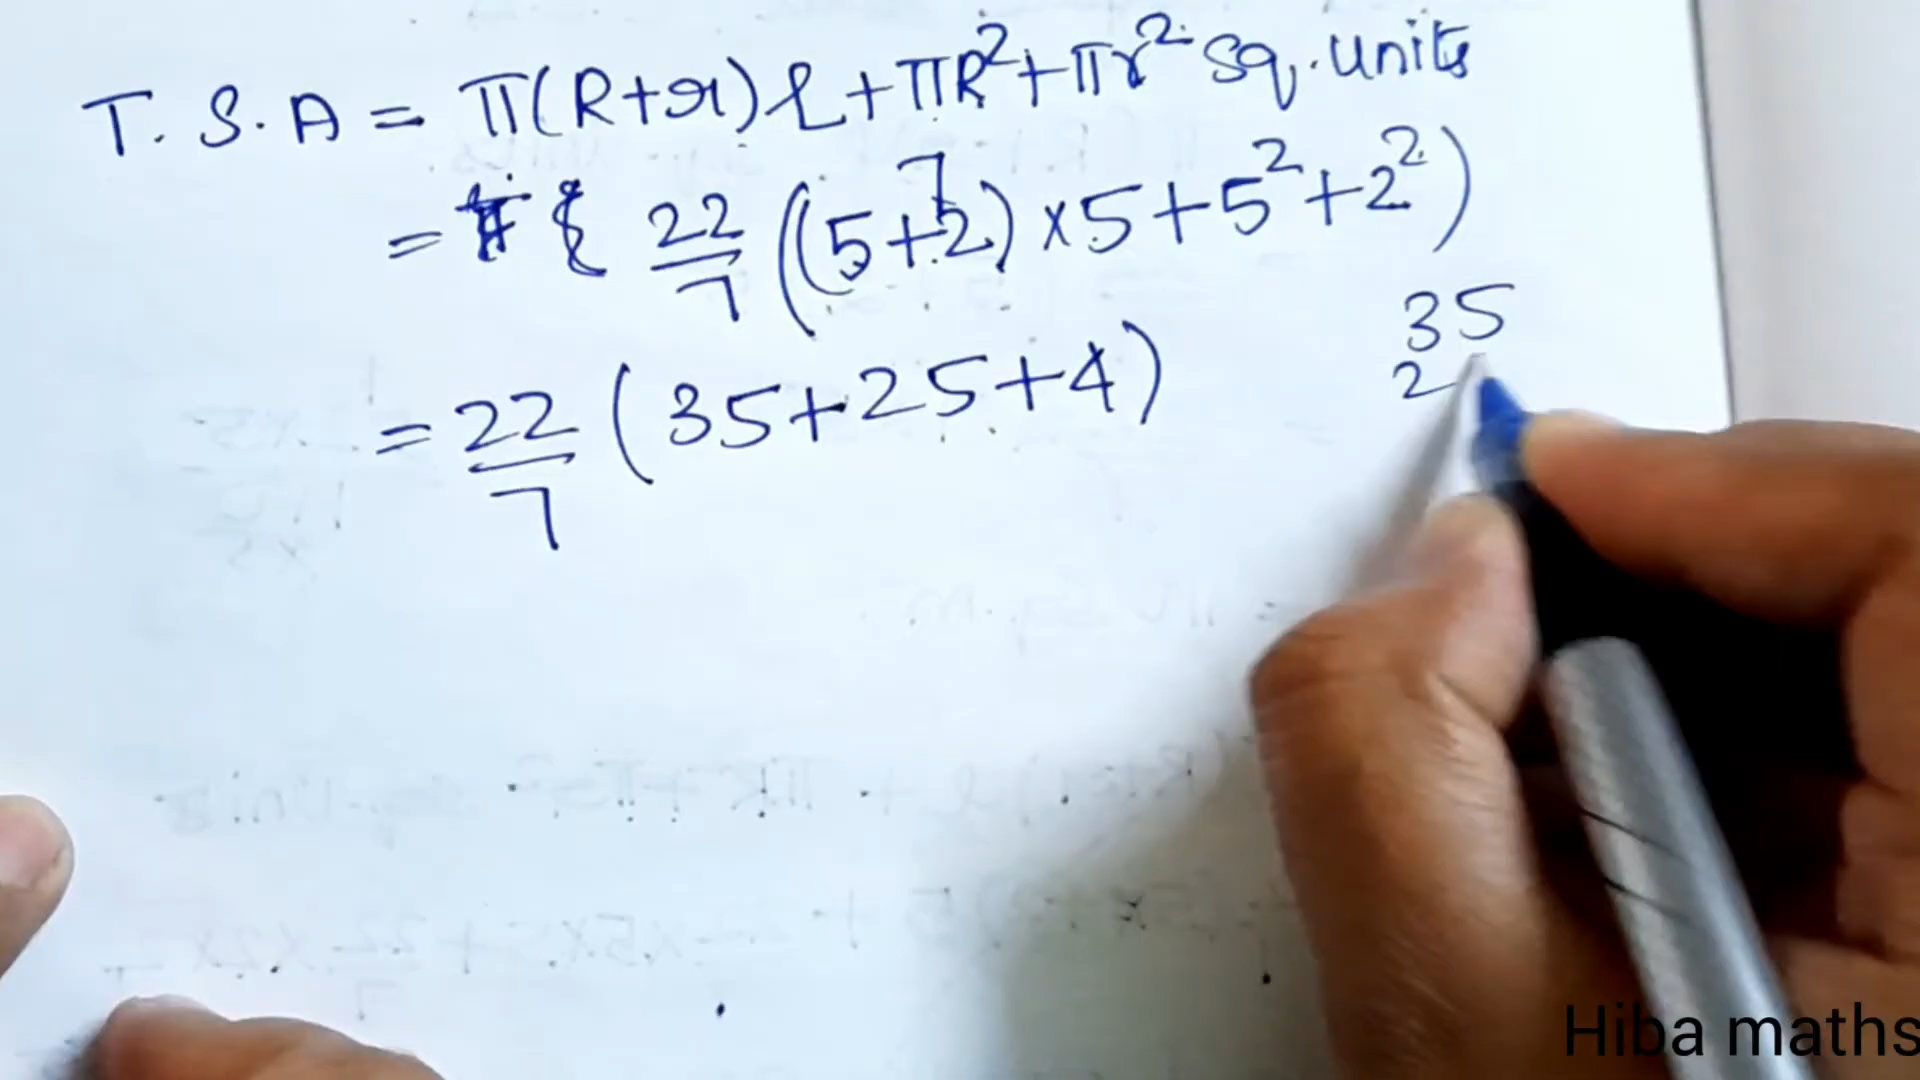 T. S. A = π(R+r)l+πR²+πr² sq. units
= 22/7 ((5+2)×5+5²+2²)
7
35
2
= 22/7 (35+25+4)
Hiba maths